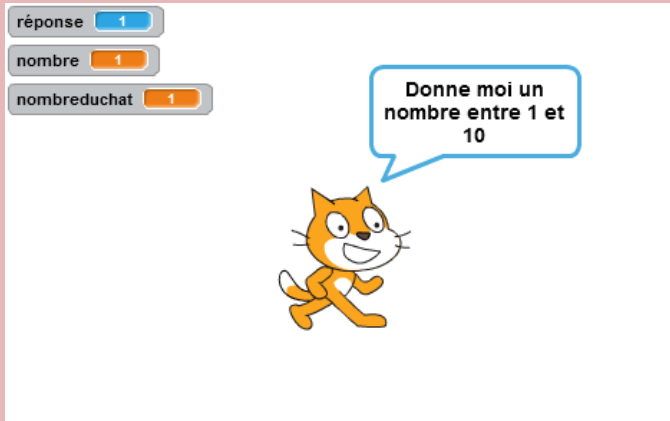 réponse 1
nombre 1
nombreduchat 1
Donne moi un
nombre entre 1 et
10